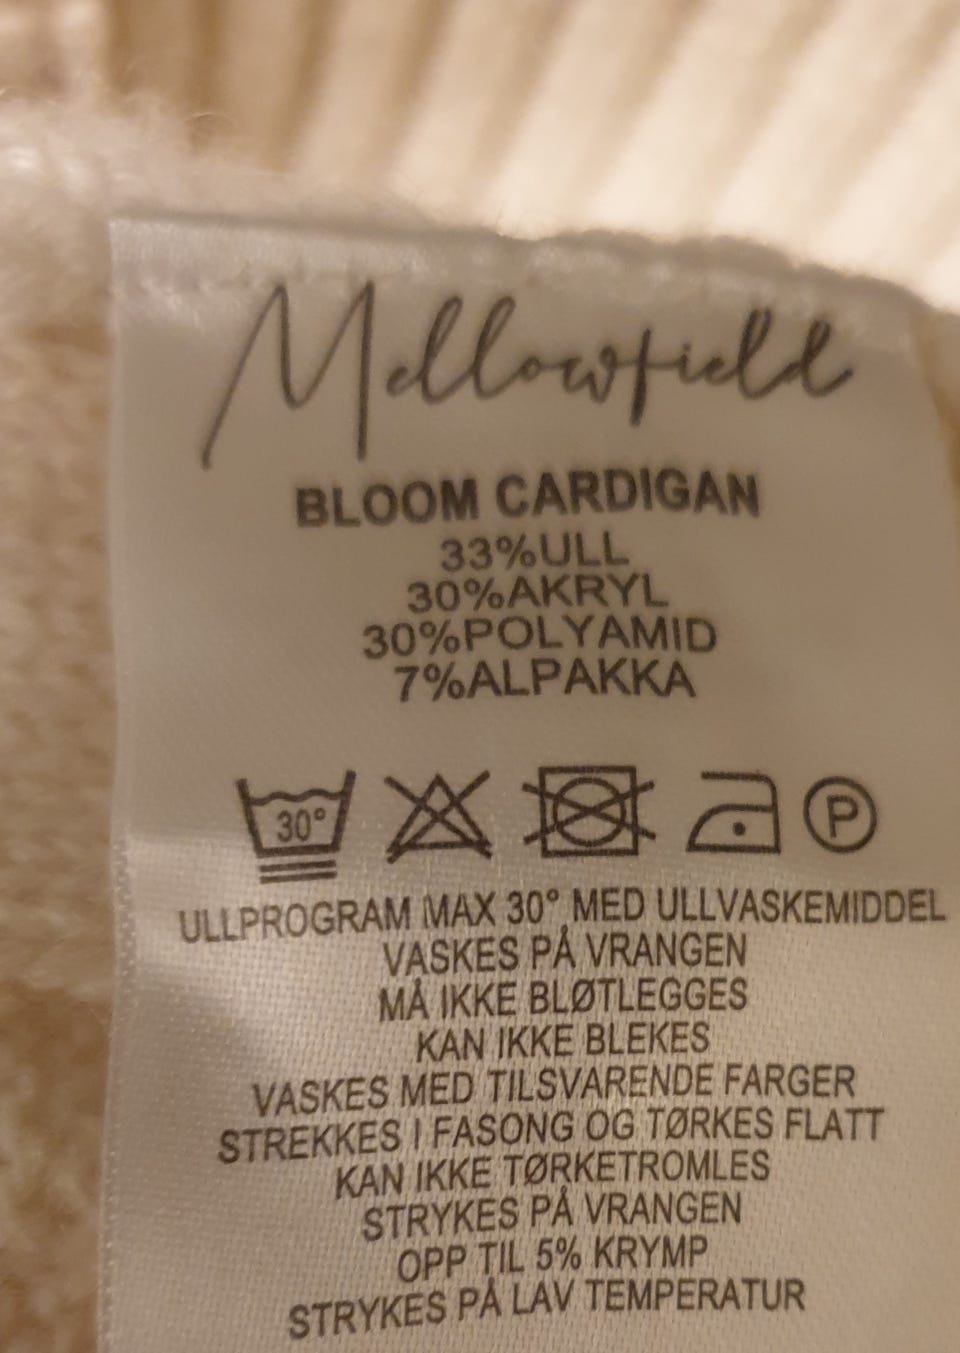 Mellowfield
BLOOM CARDIGAN
33%ULL
30%AKRYL
30%POLYAMID
7%ALPAKKA
30° P
ULLPROGRAM MAX 30° MED ULLVASKEMIDDEL
VASKES PÅ VRANGEN
MÅ IKKE BLØTLEGGES
KAN IKKE BLEKES
VASKES MED TILSVARENDE FARGER
STREKKES I FASONG OG TØRKES FLATT
KAN IKKE TØRKETROMLES
STRYKES PÅ VRANGEN
OPP TIL 5% KRYMP
STRYKES PÅ LAV TEMPERATUR